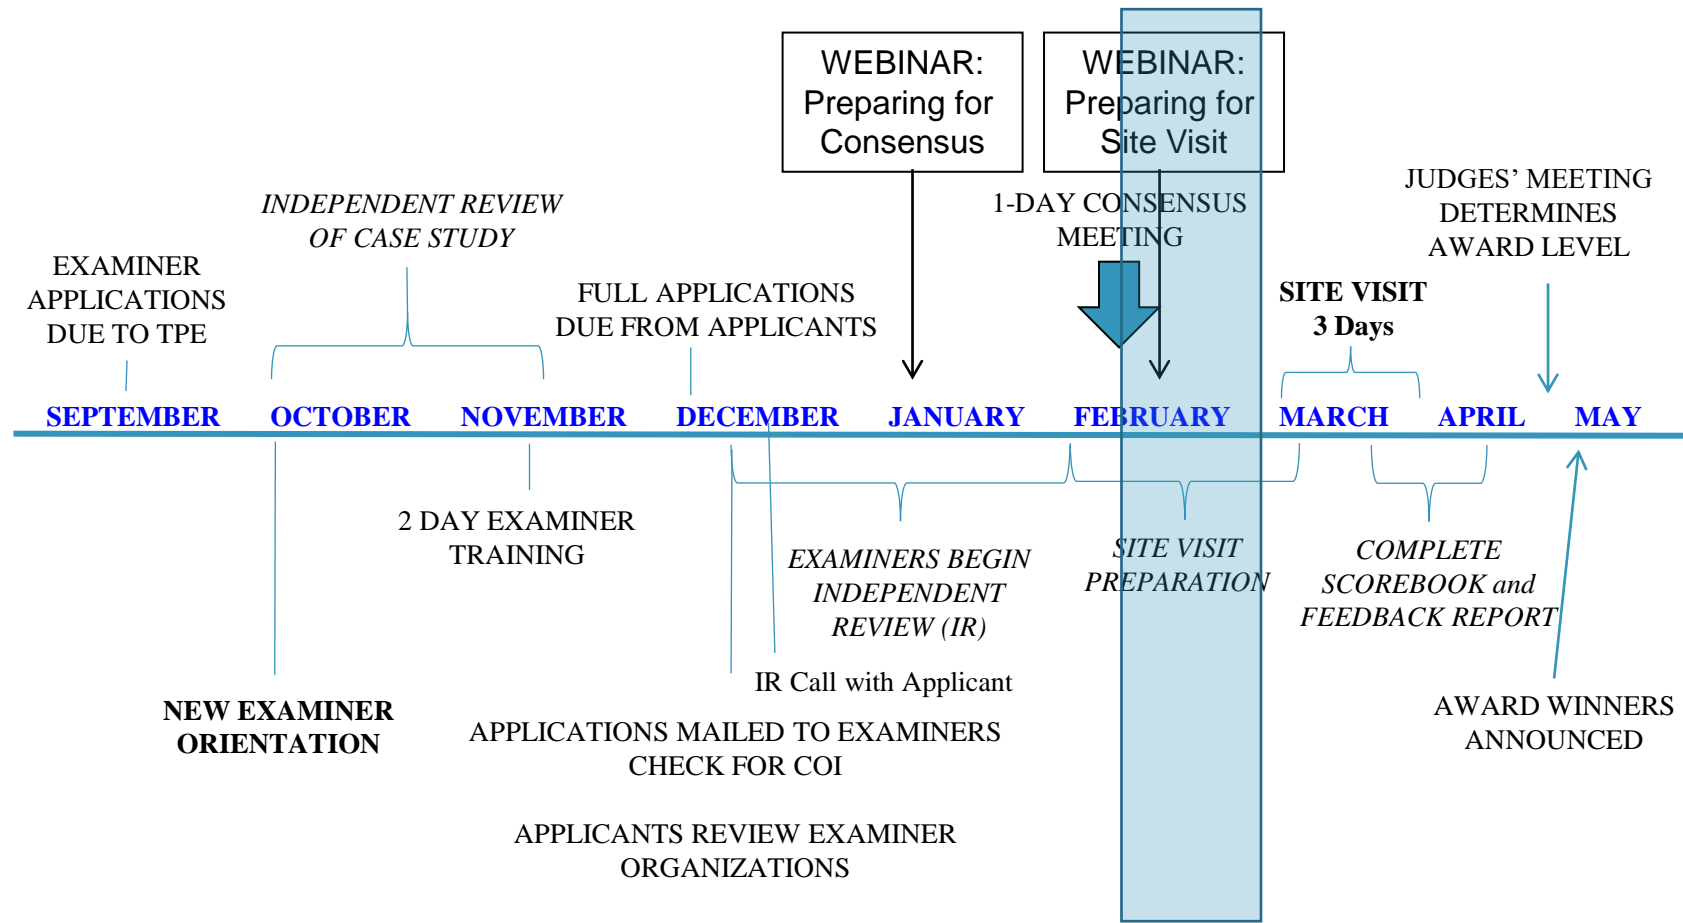 WEBINAR:
Preparing for
Consensus
WEBINAR:
Preparing for
Site Visit
EXAMINER
APPLICATIONS
DUE TO TPE
INDEPENDENT REVIEW
OF CASE STUDY
FULL APPLICATIONS
DUE FROM APPLICANTS
1-DAY CONSENSUS
MEETING
SITE VISIT
3 Days
JUDGES’ MEETING
DETERMINES
AWARD LEVEL
SEPTEMBER OCTOBER NOVEMBER DECEMBER JANUARY FEBRUARY MARCH APRIL MAY
NEW EXAMINER
ORIENTATION
2 DAY EXAMINER
TRAINING
EXAMINERS BEGIN
INDEPENDENT
REVIEW (IR)
IR Call with Applicant
APPLICATIONS MAILED TO EXAMINERS
CHECK FOR COI
APPLICANTS REVIEW EXAMINER
ORGANIZATIONS
SITE VISIT
PREPARATION
COMPLETE
SCOREBOOK and
FEEDBACK REPORT
AWARD WINNERS
ANNOUNCED